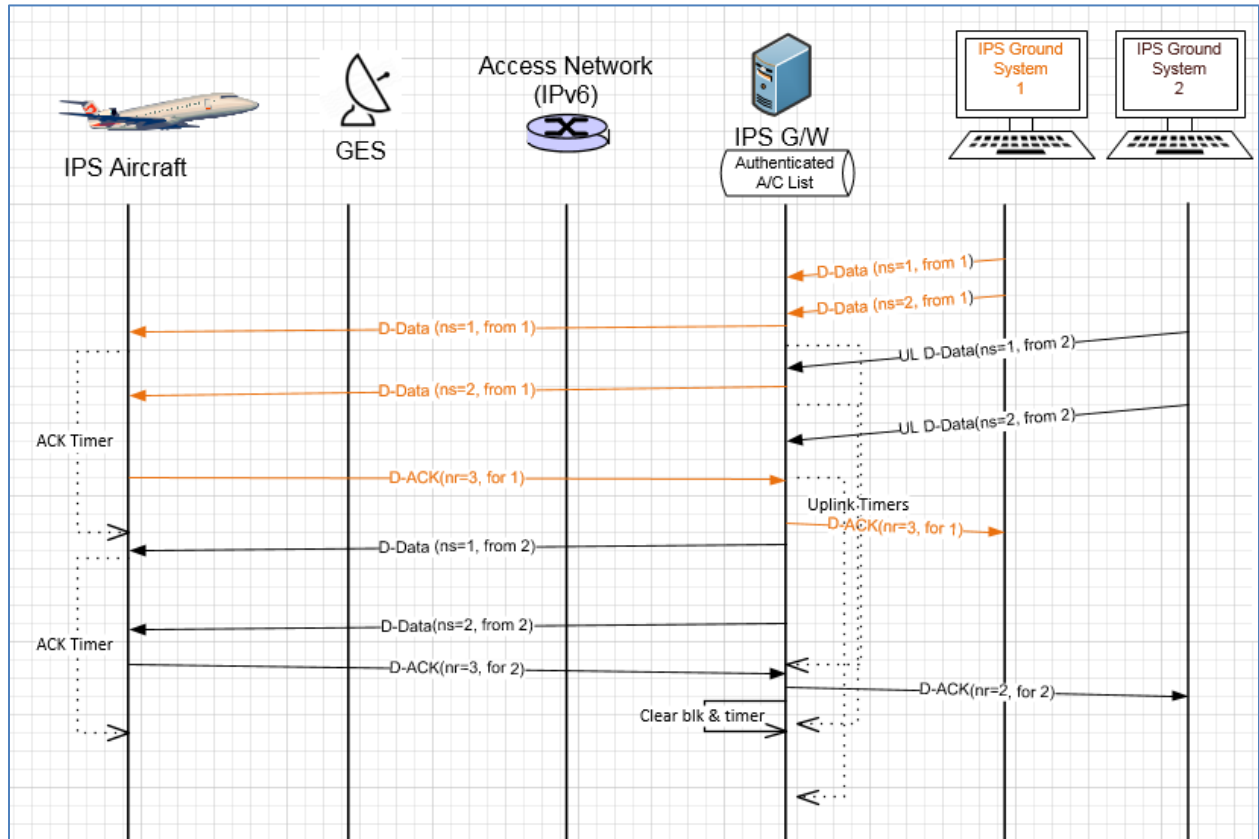 IPS Aircraft
GES
Access Network
(IPv6)
IPS G/W
Authenticated
A/C List
IPS Ground
System
1
IPS Ground
System
2
D-Data (ns=1, from 1)
D-Data (ns=2, from 1)
D-Data (ns=1, from 1)
UL D-Data(ns=1, from 2)
D-Data (ns=2, from 1)
UL D-Data(ns=2, from 2)
ACK Timer
D-ACK(nr=3, for 1)
Uplink Timers
D-ACK(nr=3, for 1)
D-Data (ns=1, from 2)
D-Data(ns=2, from 2)
ACK Timer
D-ACK(nr=3, for 2)
D-ACK(nr=2, for 2)
Clear blk & timer